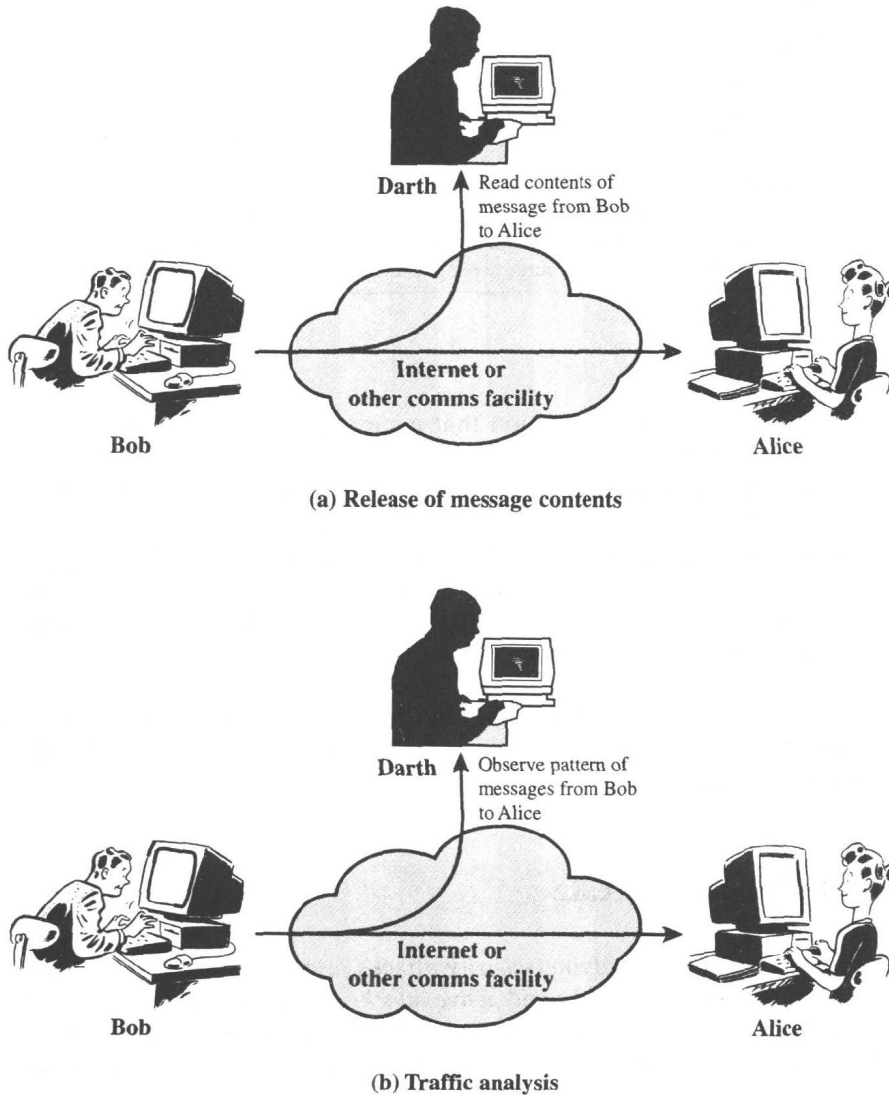 Darth
Read contents of
message from Bob
to Alice
Internet or
other comms facility
Bob
Alice
(a) Release of message contents
Darth
Observe pattern of
messages from Bob
to Alice
Internet or
other comms facility
Bob
Alice
(b) Traffic analysis